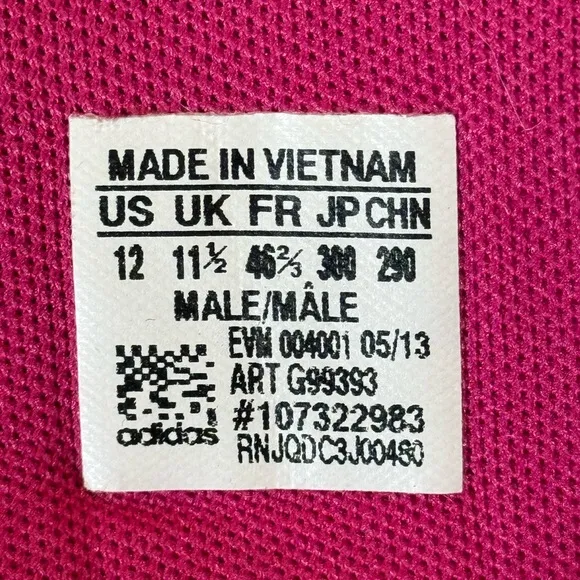 MADE IN VIETNAM
US UK FR JP CHN
12 11½ 46⅔ 300 290
MALE/MÂLE
EVM 004001 05/13
ART G99393
#107322983
adidas RNJQDC3J00480